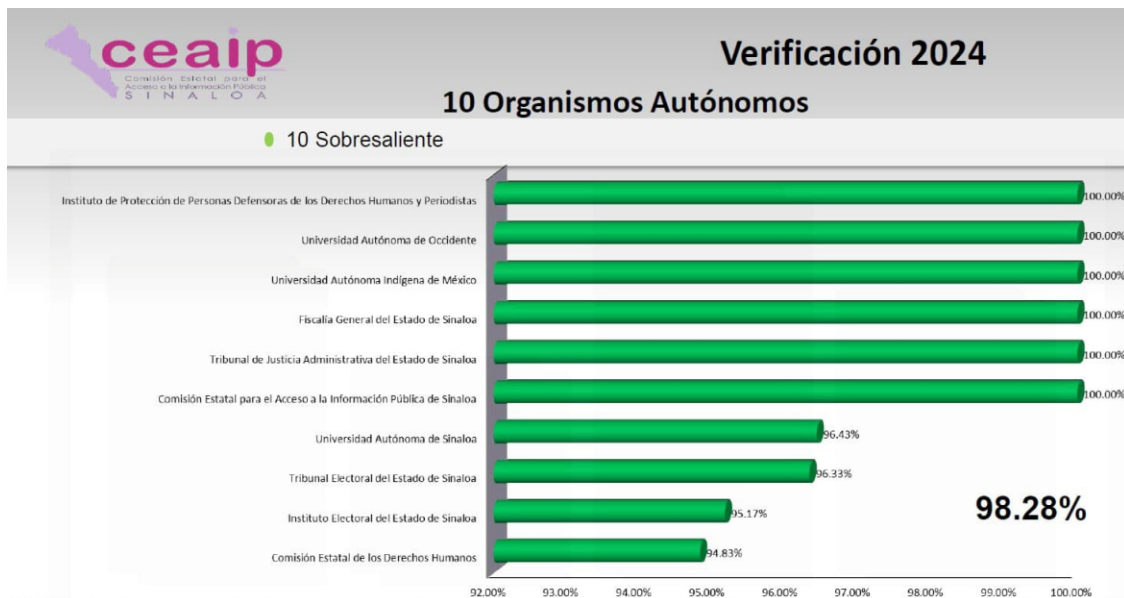 ceaip
Comisión Estatal para el
Acceso a la Información Pública
SINALOA
Verificación 2024
10 Organismos Autónomos
10 Sobresaliente
Instituto de Protección de Personas Defensoras de los Derechos Humanos y Periodistas 100.00%
Universidad Autónoma de Occidente 100.00%
Universidad Autónoma Indígena de México 100.00%
Fiscalía General del Estado de Sinaloa 100.00%
Tribunal de Justicia Administrativa del Estado de Sinaloa 100.00%
Comisión Estatal para el Acceso a la Información Pública de Sinaloa 100.00%
Universidad Autónoma de Sinaloa 96.43%
Tribunal Electoral del Estado de Sinaloa 96.33%
Instituto Electoral del Estado de Sinaloa 95.17%
98.28%
Comisión Estatal de los Derechos Humanos 94.83%
92.00% 93.00% 94.00% 95.00% 96.00% 97.00% 98.00% 99.00% 100.00%